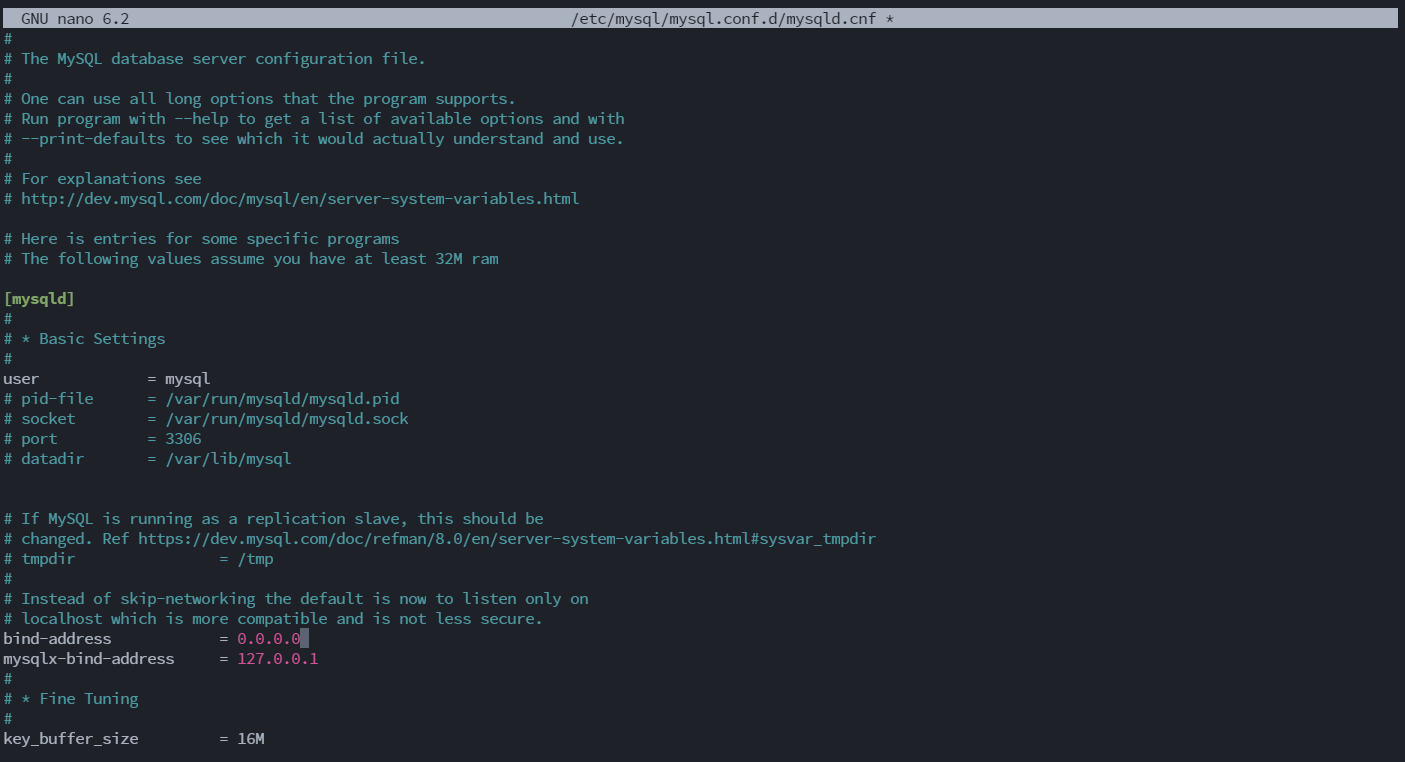 GNU nano 6.2 /etc/mysql/mysql.conf.d/mysqld.cnf *
#
# The MySQL database server configuration file.
#
# One can use all long options that the program supports.
# Run program with --help to get a list of available options and with
# --print-defaults to see which it would actually understand and use.
#
# For explanations see
# http://dev.mysql.com/doc/mysql/en/server-system-variables.html

# Here is entries for some specific programs
# The following values assume you have at least 32M ram

[mysqld]
#
# * Basic Settings
#
user            = mysql
# pid-file      = /var/run/mysqld/mysqld.pid
# socket        = /var/run/mysqld/mysqld.sock
# port          = 3306
# datadir       = /var/lib/mysql


# If MySQL is running as a replication slave, this should be
# changed. Ref https://dev.mysql.com/doc/refman/8.0/en/server-system-variables.html#sysvar_tmpdir
# tmpdir                = /tmp
#
# Instead of skip-networking the default is now to listen only on
# localhost which is more compatible and is not less secure.
bind-address            = 0.0.0.0
mysqlx-bind-address     = 127.0.0.1
#
# * Fine Tuning
#
key_buffer_size         = 16M